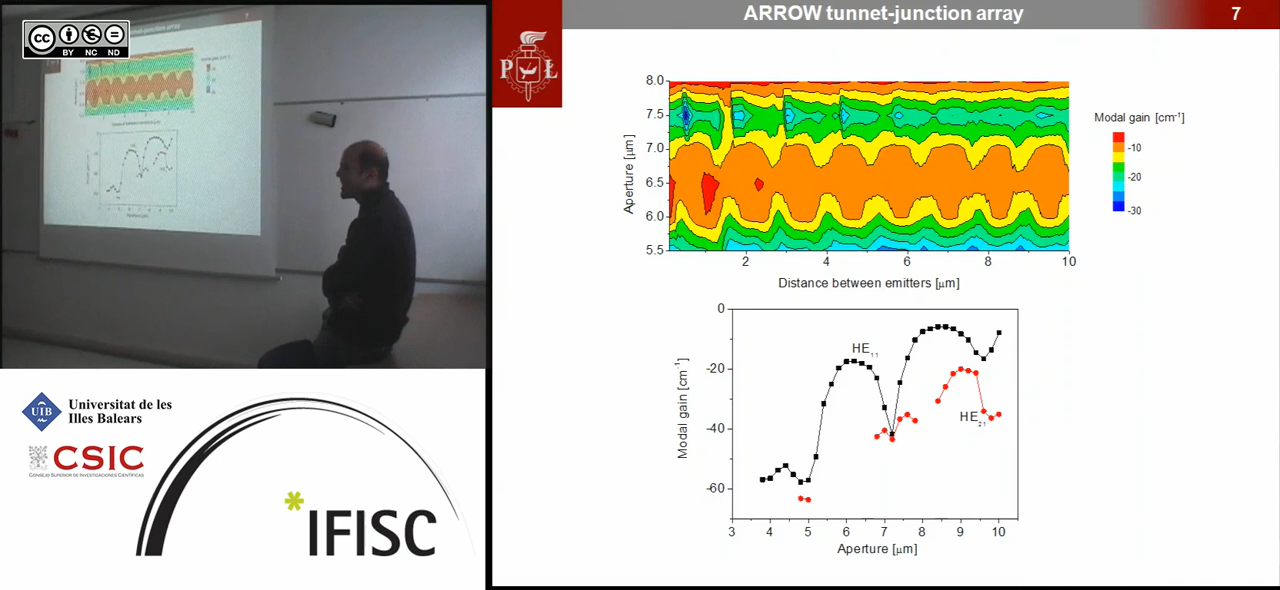 ARROW tunnet-junction array
7
cc
BY NC ND
P Ł
8.0
7.5
7.0
6.5
6.0
5.5
Aperture [μm]
2 4 6 8 10
Distance between emitters [μm]
Modal gain [cm-1]
-10
-20
-30
0
-20
-40
-60
Modal gain [cm-1]
HE11
HE21
3 4 5 6 7 8 9 10
Aperture [μm]
UIB
Universitat de les
Illes Balears
CSIC
CONSEJO SUPERIOR DE INVESTIGACIONES CIENTÍFICAS
*IFISC